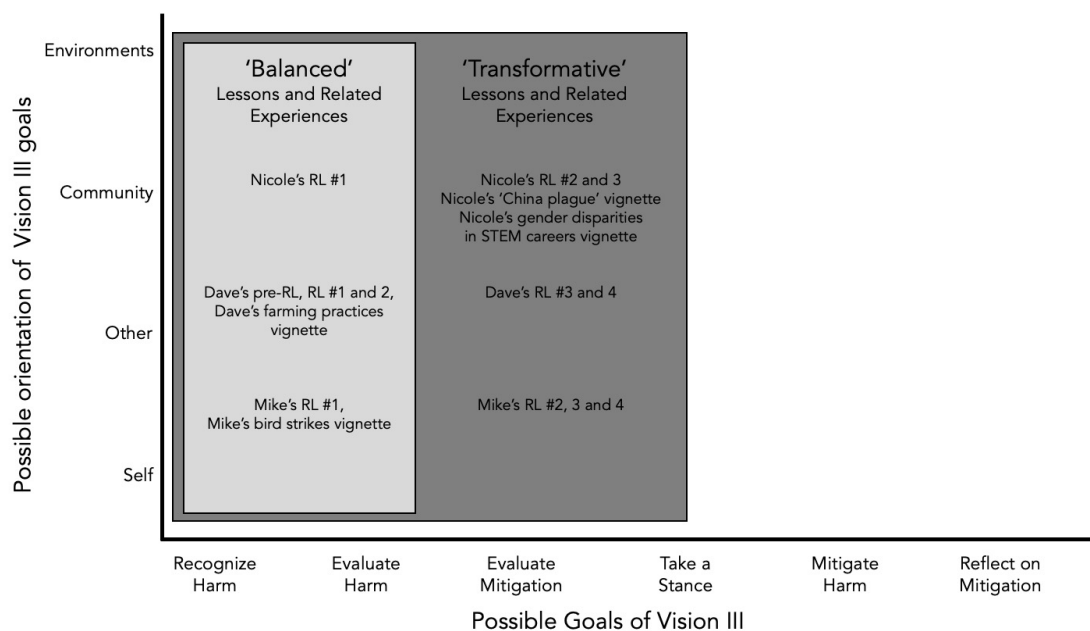 Possible orientation of Vision III goals
Environments
Community
Other
Self
‘Balanced’
Lessons and Related
Experiences
Nicole’s RL #1
Dave’s pre-RL, RL #1 and 2,
Dave’s farming practices
vignette
Mike’s RL #1,
Mike’s bird strikes vignette
‘Transformative’
Lessons and Related
Experiences
Nicole’s RL #2 and 3
Nicole’s ‘China plague’ vignette
Nicole’s gender disparities
in STEM careers vignette
Dave’s RL #3 and 4
Mike’s RL #2, 3 and 4
Recognize
Harm
Evaluate
Harm
Evaluate
Mitigation
Take a
Stance
Mitigate
Harm
Reflect on
Mitigation
Possible Goals of Vision III